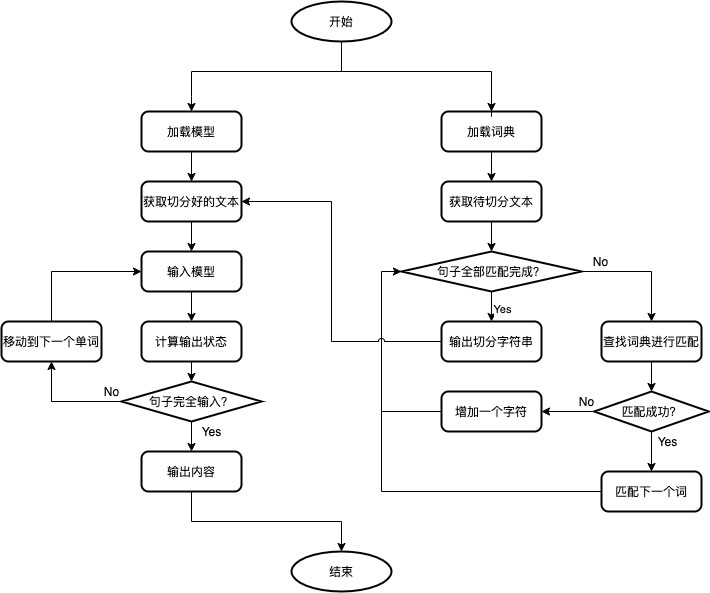 开始
加载模型
加载词典
获取切分好的文本
获取待切分文本
输入模型
句子全部匹配完成?
No
Yes
移动到下一个单词
计算输出状态
输出切分字符串
查找词典进行匹配
No
句子完全输入?
增加一个字符
No
匹配成功?
Yes
Yes
输出内容
匹配下一个词
结束